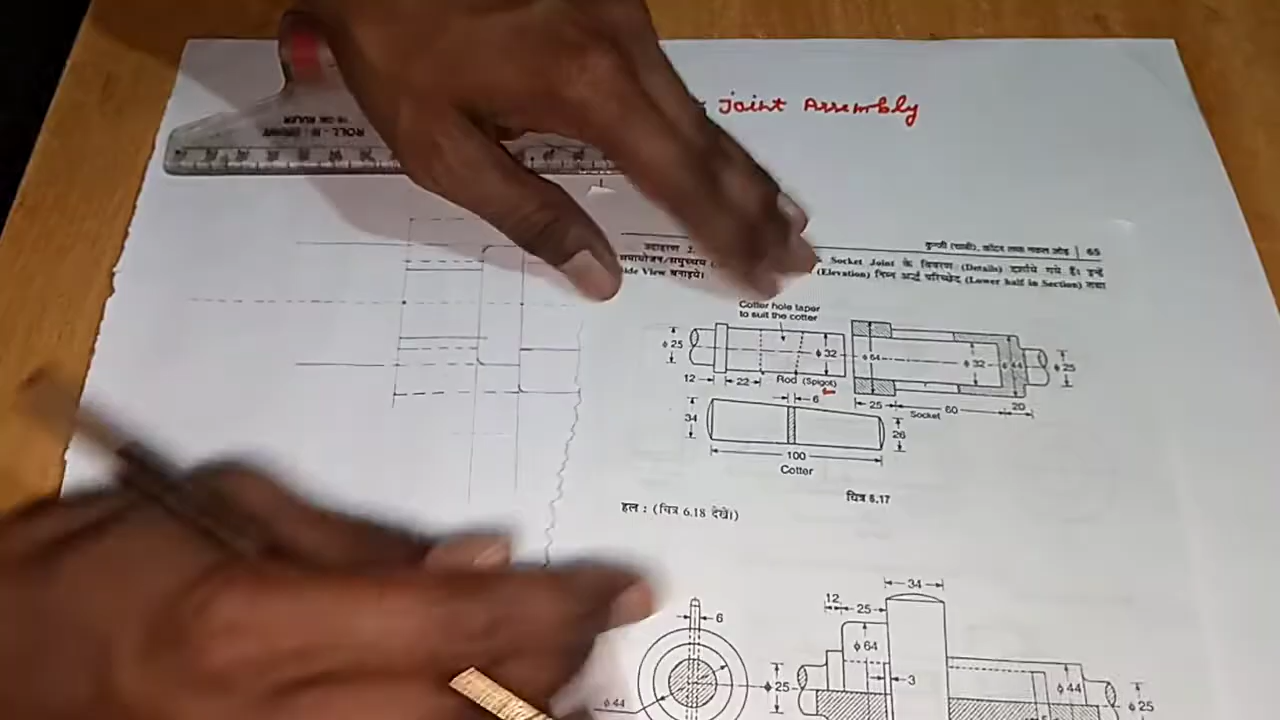 Joint Assembly
ROLL-N-DRAW
उदाहरण 2.
कुन्जी (चाबी), कॉटर तथा नकल जोड़ | 65
Socket Joint के विवरण (Details) दर्शाये गये हैं। इन्हें
समायोजन/समुच्चय
(Elevation) निम्न अर्द्ध परिच्छेद (Lower half in Section) तथा
Side View बनाइये।
Cotter hole taper
to suit the cotter
ϕ 25
ϕ 32
ϕ 64
ϕ 32
ϕ 44
ϕ 25
12
22
Rod (Spigot)
25
60
20
Socket
6
34
26
100
Cotter
चित्र 6.17
हल : (चित्र 6.18 देखें।)
34
12
25
6
ϕ 64
3
ϕ 44
ϕ 25
ϕ 25
ϕ 44